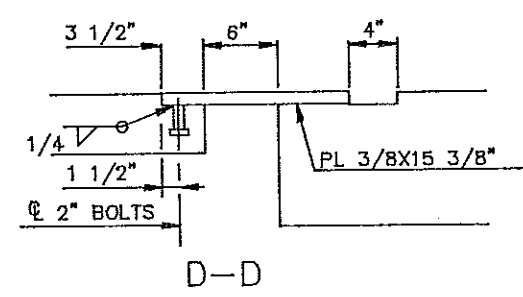 3 1/2" 6" 4"
1/4
PL 3/8X15 3/8"
1 1/2"
℄ 2" BOLTS
D-D